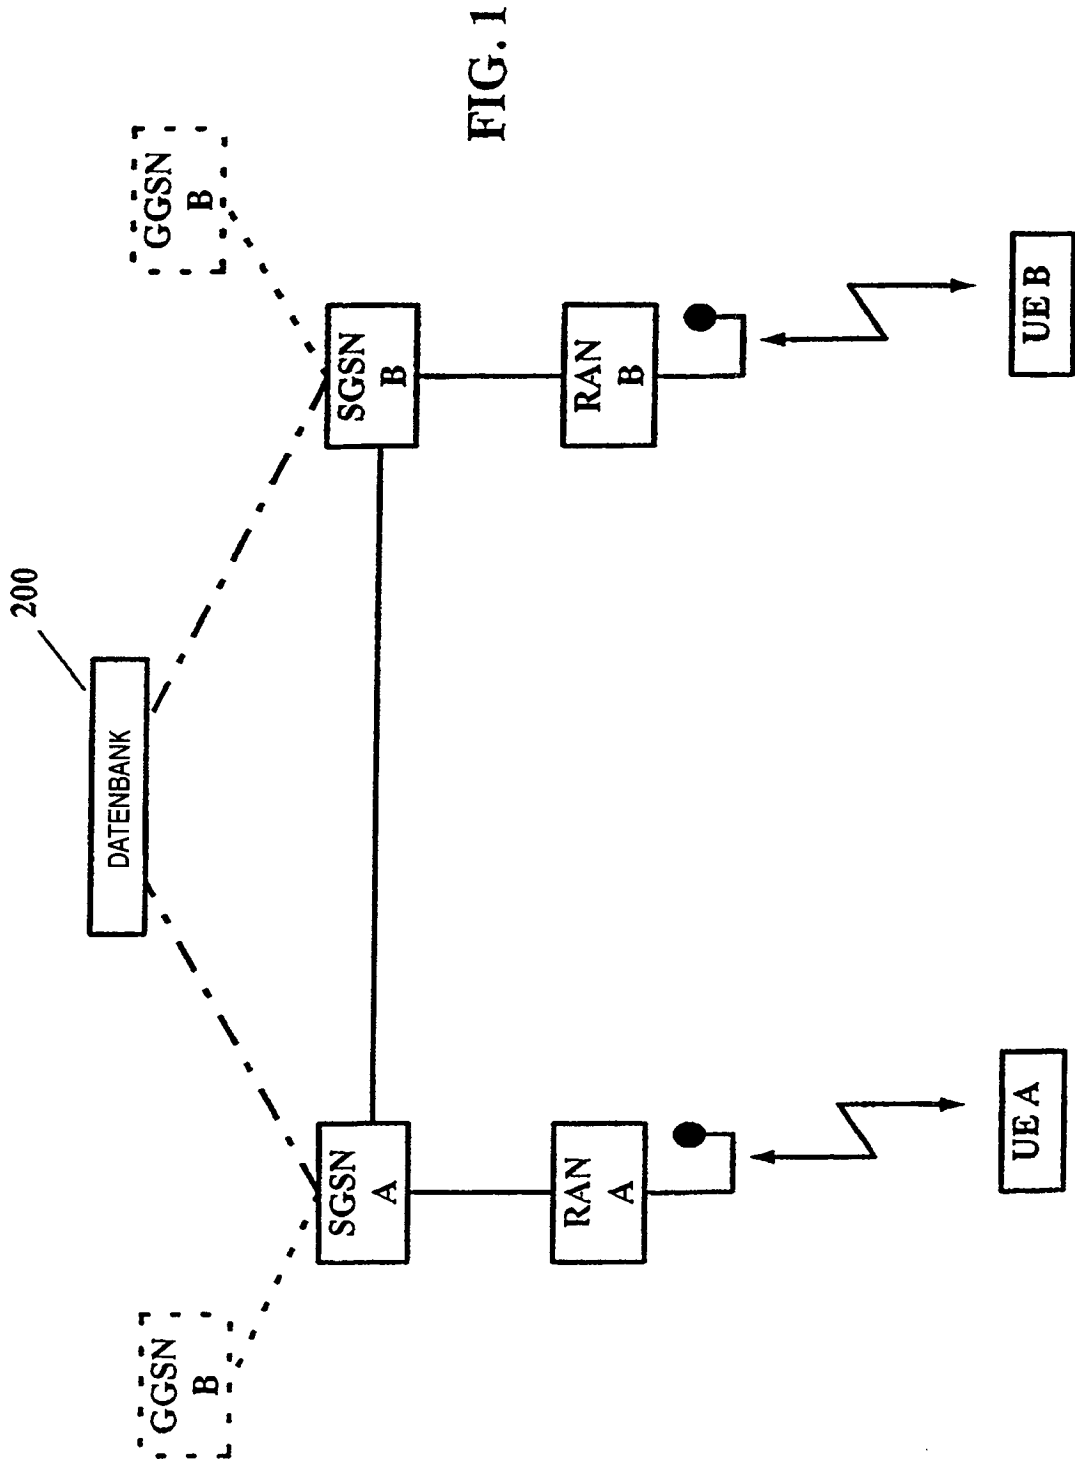 200
DATENBANK
GGSN
B
GGSN
B
SGSN
A
SGSN
B
RAN
A
RAN
B
UE A
UE B
FIG. 1